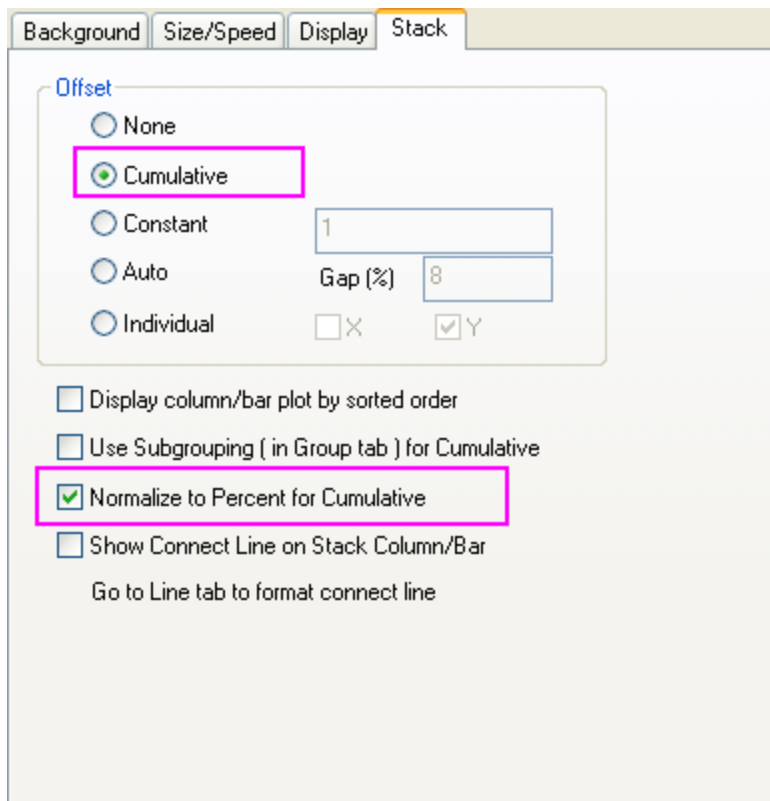 Background Size/Speed Display Stack
Offset
None
Cumulative
Constant 1
Auto Gap (%) 8
Individual X Y
Display column/bar plot by sorted order
Use Subgrouping ( in Group tab ) for Cumulative
Normalize to Percent for Cumulative
Show Connect Line on Stack Column/Bar
Go to Line tab to format connect line